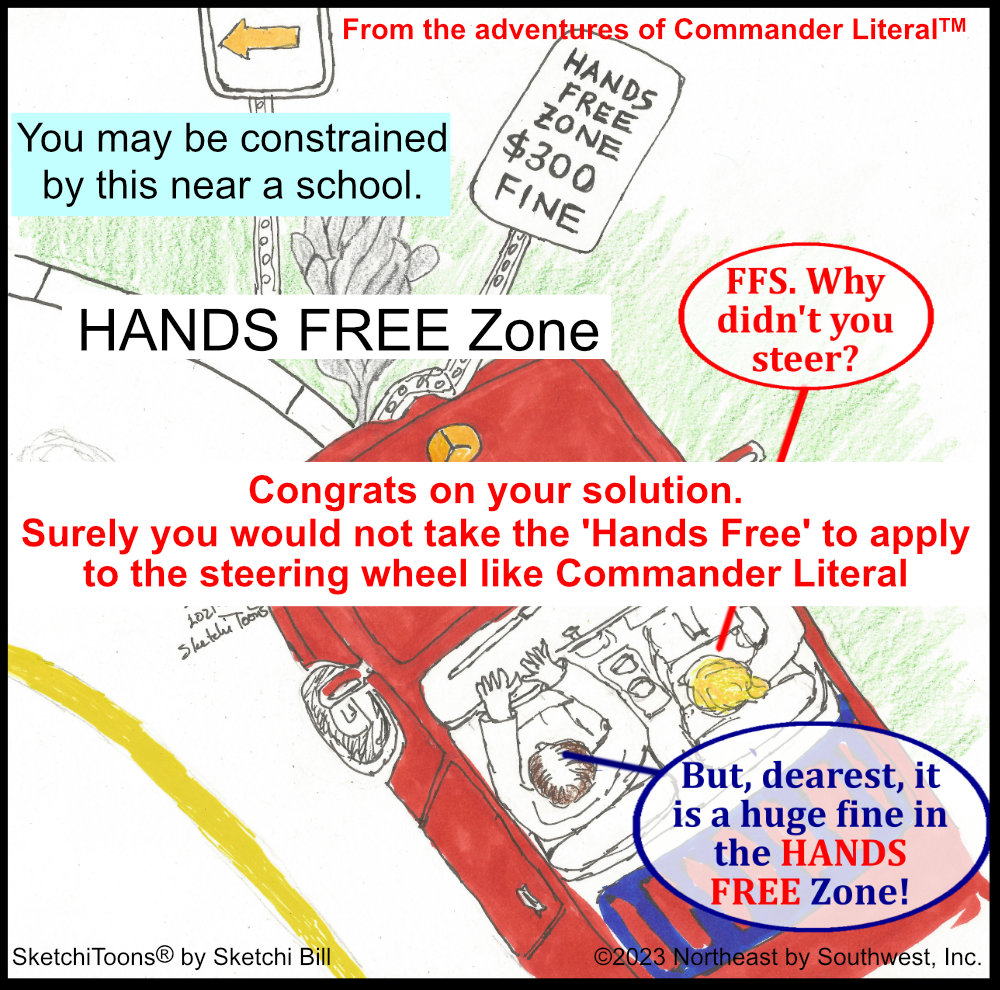 From the adventures of Commander Literal™
HANDS
FREE
ZONE
$300
FINE
You may be constrained
by this near a school.
HANDS FREE Zone
FFS. Why
didn't you
steer?
Congrats on your solution.
Surely you would not take the 'Hands Free' to apply
to the steering wheel like Commander Literal
2021
Sketchi Toons
But, dearest, it
is a huge fine in
the HANDS
FREE Zone!
SketchiToons® by Sketchi Bill
©2023 Northeast by Southwest, Inc.